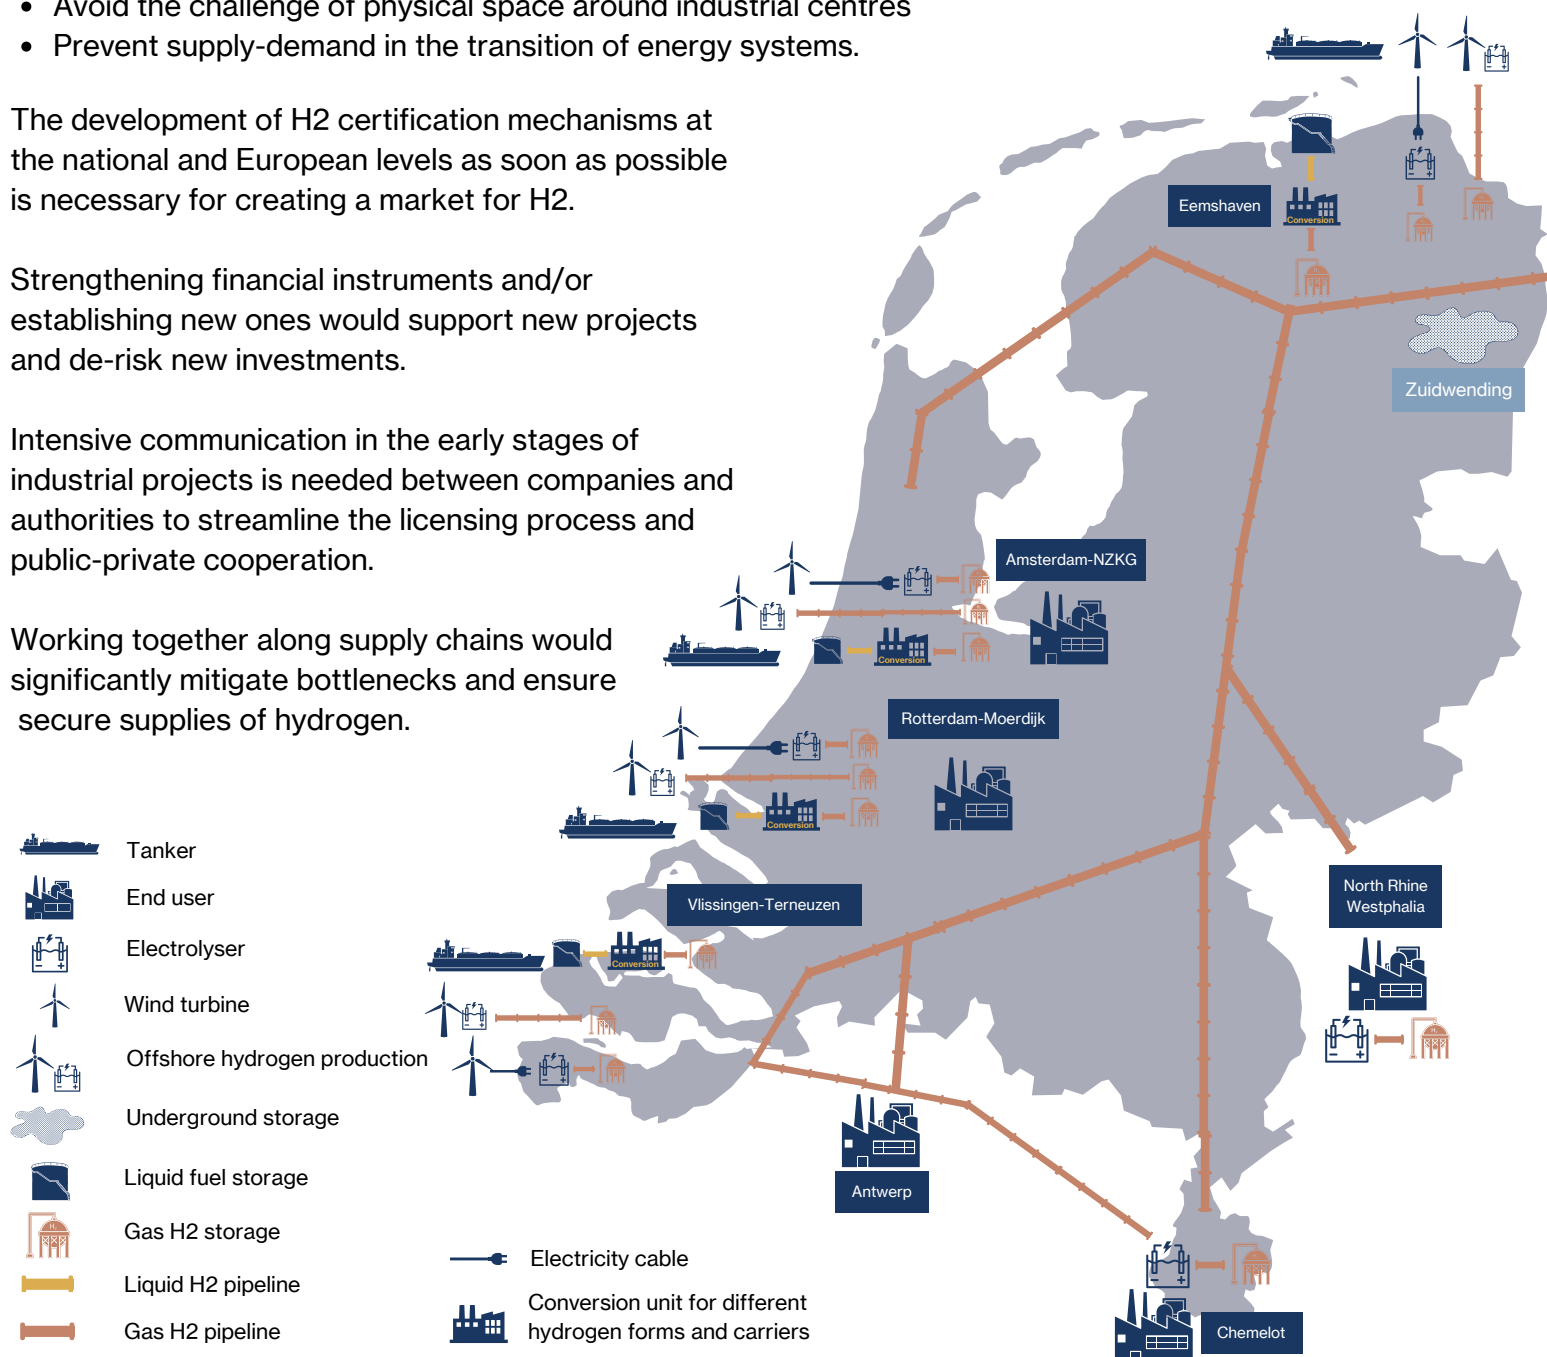 • Avoid the challenge of physical space around industrial centres
• Prevent supply-demand in the transition of energy systems.
The development of H2 certification mechanisms at
the national and European levels as soon as possible
is necessary for creating a market for H2.
Strengthening financial instruments and/or
establishing new ones would support new projects
and de-risk new investments.
Intensive communication in the early stages of
industrial projects is needed between companies and
authorities to streamline the licensing process and
public-private cooperation.
Working together along supply chains would
significantly mitigate bottlenecks and ensure
secure supplies of hydrogen.
Eemshaven
Conversion
Zuidwending
Amsterdam-NZKG
Conversion
Rotterdam-Moerdijk
Conversion
Vlissingen-Terneuzen
Conversion
North Rhine
Westphalia
Antwerp
Chemelot
Tanker
End user
Electrolyser
Wind turbine
Offshore hydrogen production
Underground storage
Liquid fuel storage
Gas H2 storage
Liquid H2 pipeline
Gas H2 pipeline
Electricity cable
Conversion unit for different
hydrogen forms and carriers